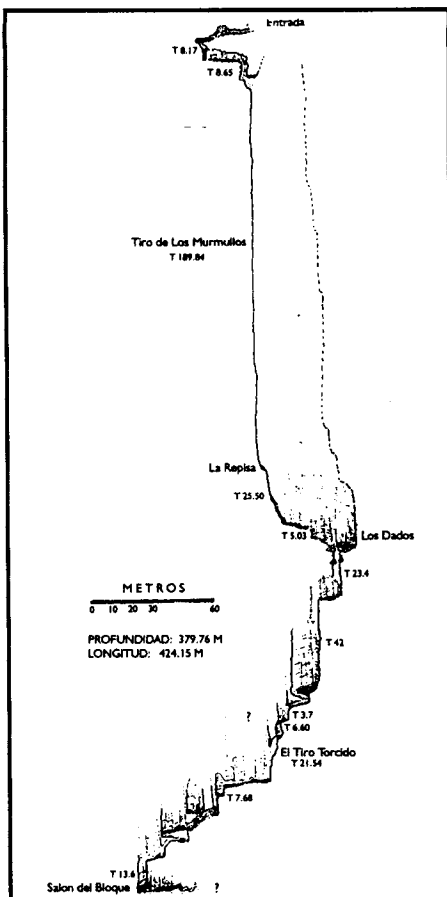 Entrada
T 8.17
T 8.65
Tiro de Los Murmullos
T 189.84
La Repisa
T 25.50
T 5.03
Los Dados
T 23.4
METROS
0 10 20 30 60
PROFUNDIDAD: 379.76 M
LONGITUD: 424.15 M
T 42
T 3.7
?
T 6.60
El Tiro Torcido
T 21.54
T 7.68
T 13.6
Salon del Bloque
?